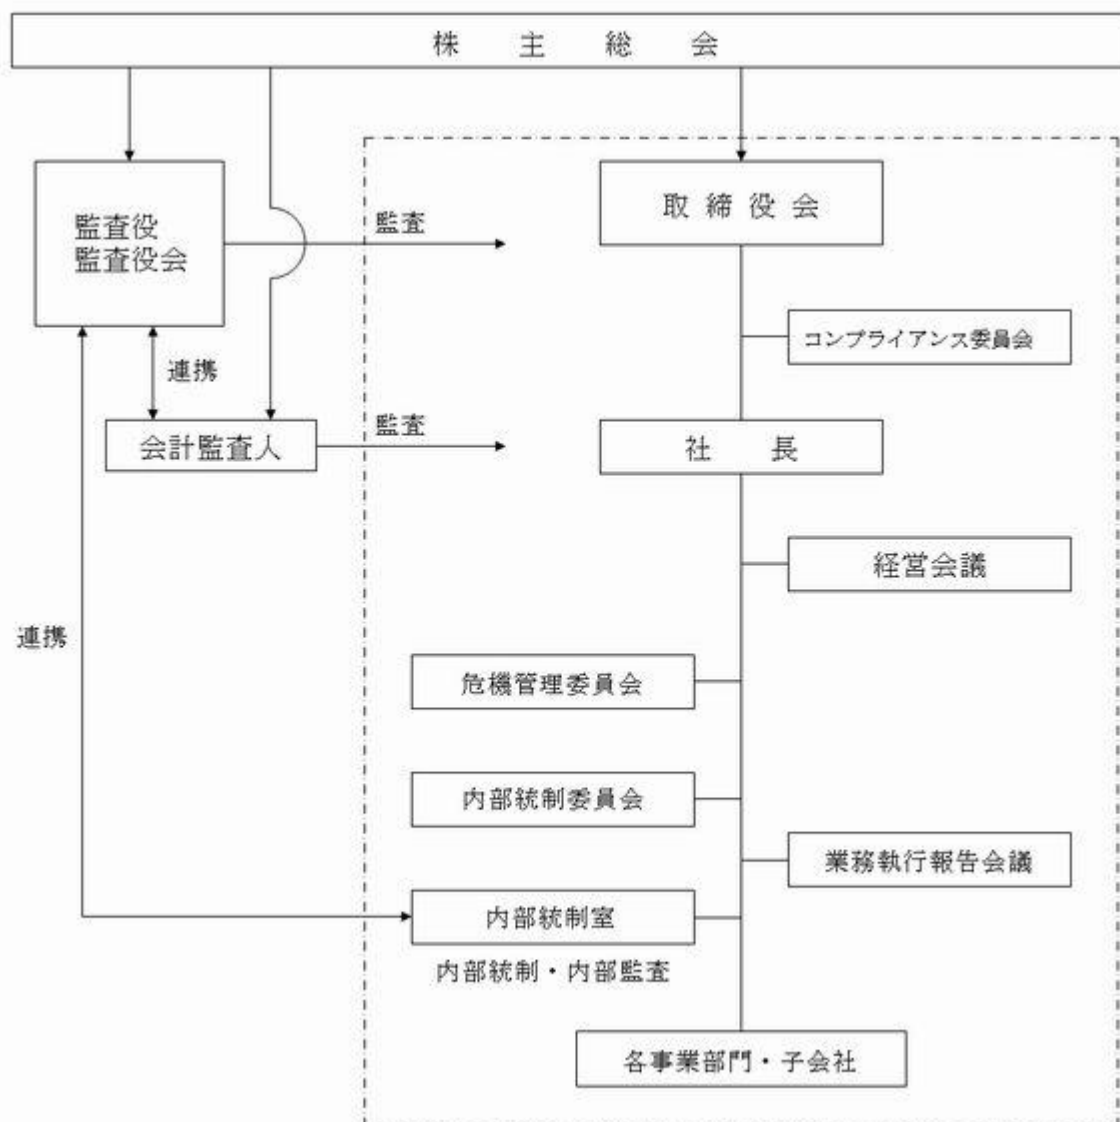 株主総会
監査役
監査役会
監査
取締役会
コンプライアンス委員会
連携
会計監査人
監査
社長
経営会議
連携
危機管理委員会
内部統制委員会
業務執行報告会議
内部統制室
内部統制・内部監査
各事業部門・子会社